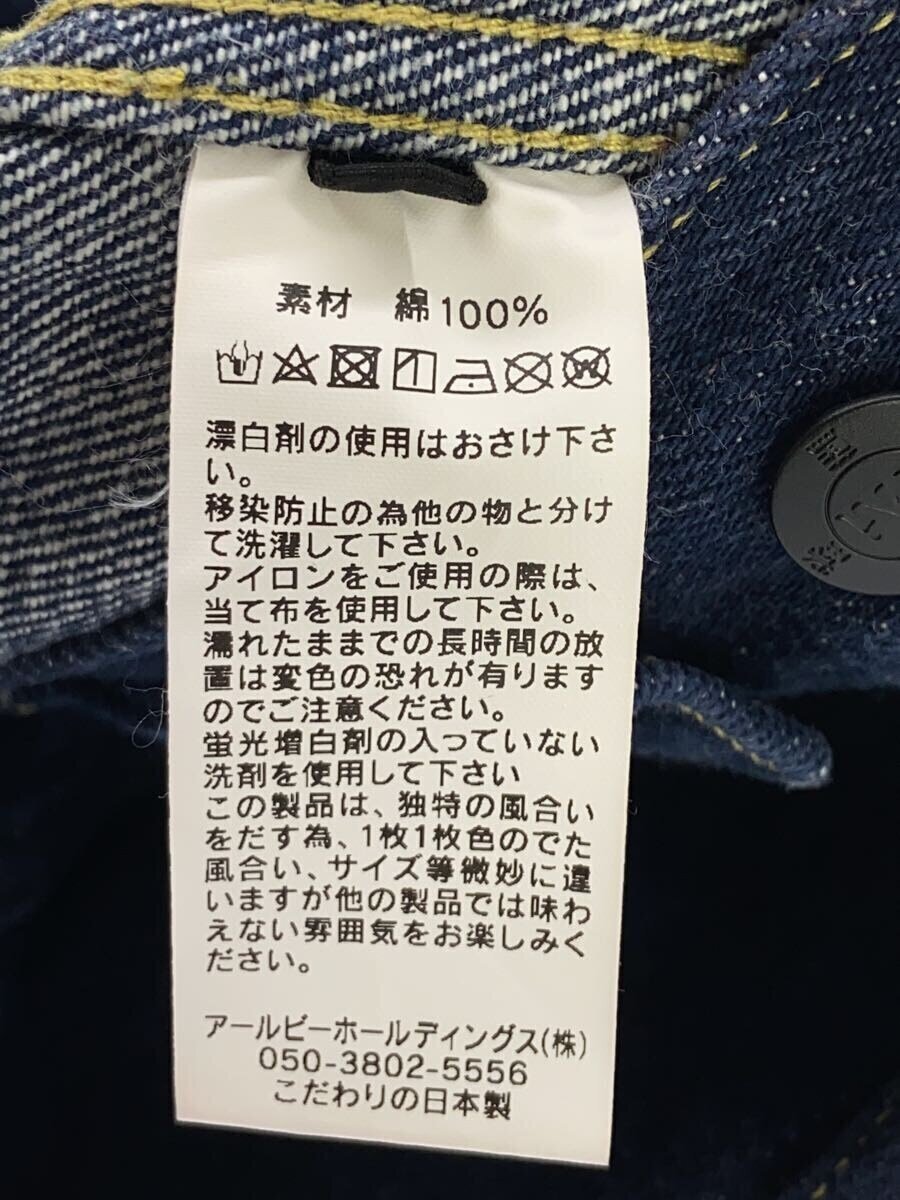 素材 綿100%
漂白剤の使用はおさけ下さ
い。
移染防止の為他の物と分け
て洗濯して下さい。
アイロンをご使用の際は、
当て布を使用して下さい。
濡れたままでの長時間の放
置は変色の恐れが有ります
のでご注意ください。
蛍光増白剤の入っていない
洗剤を使用して下さい
この製品は、独特の風合い
をだす為、1枚1枚色のでた
風合い、サイズ等微妙に違
いますが他の製品では味わ
えない雰囲気をお楽しみく
ださい。
アールビーホールディングス(株)
050-3802-5556
こだわりの日本製